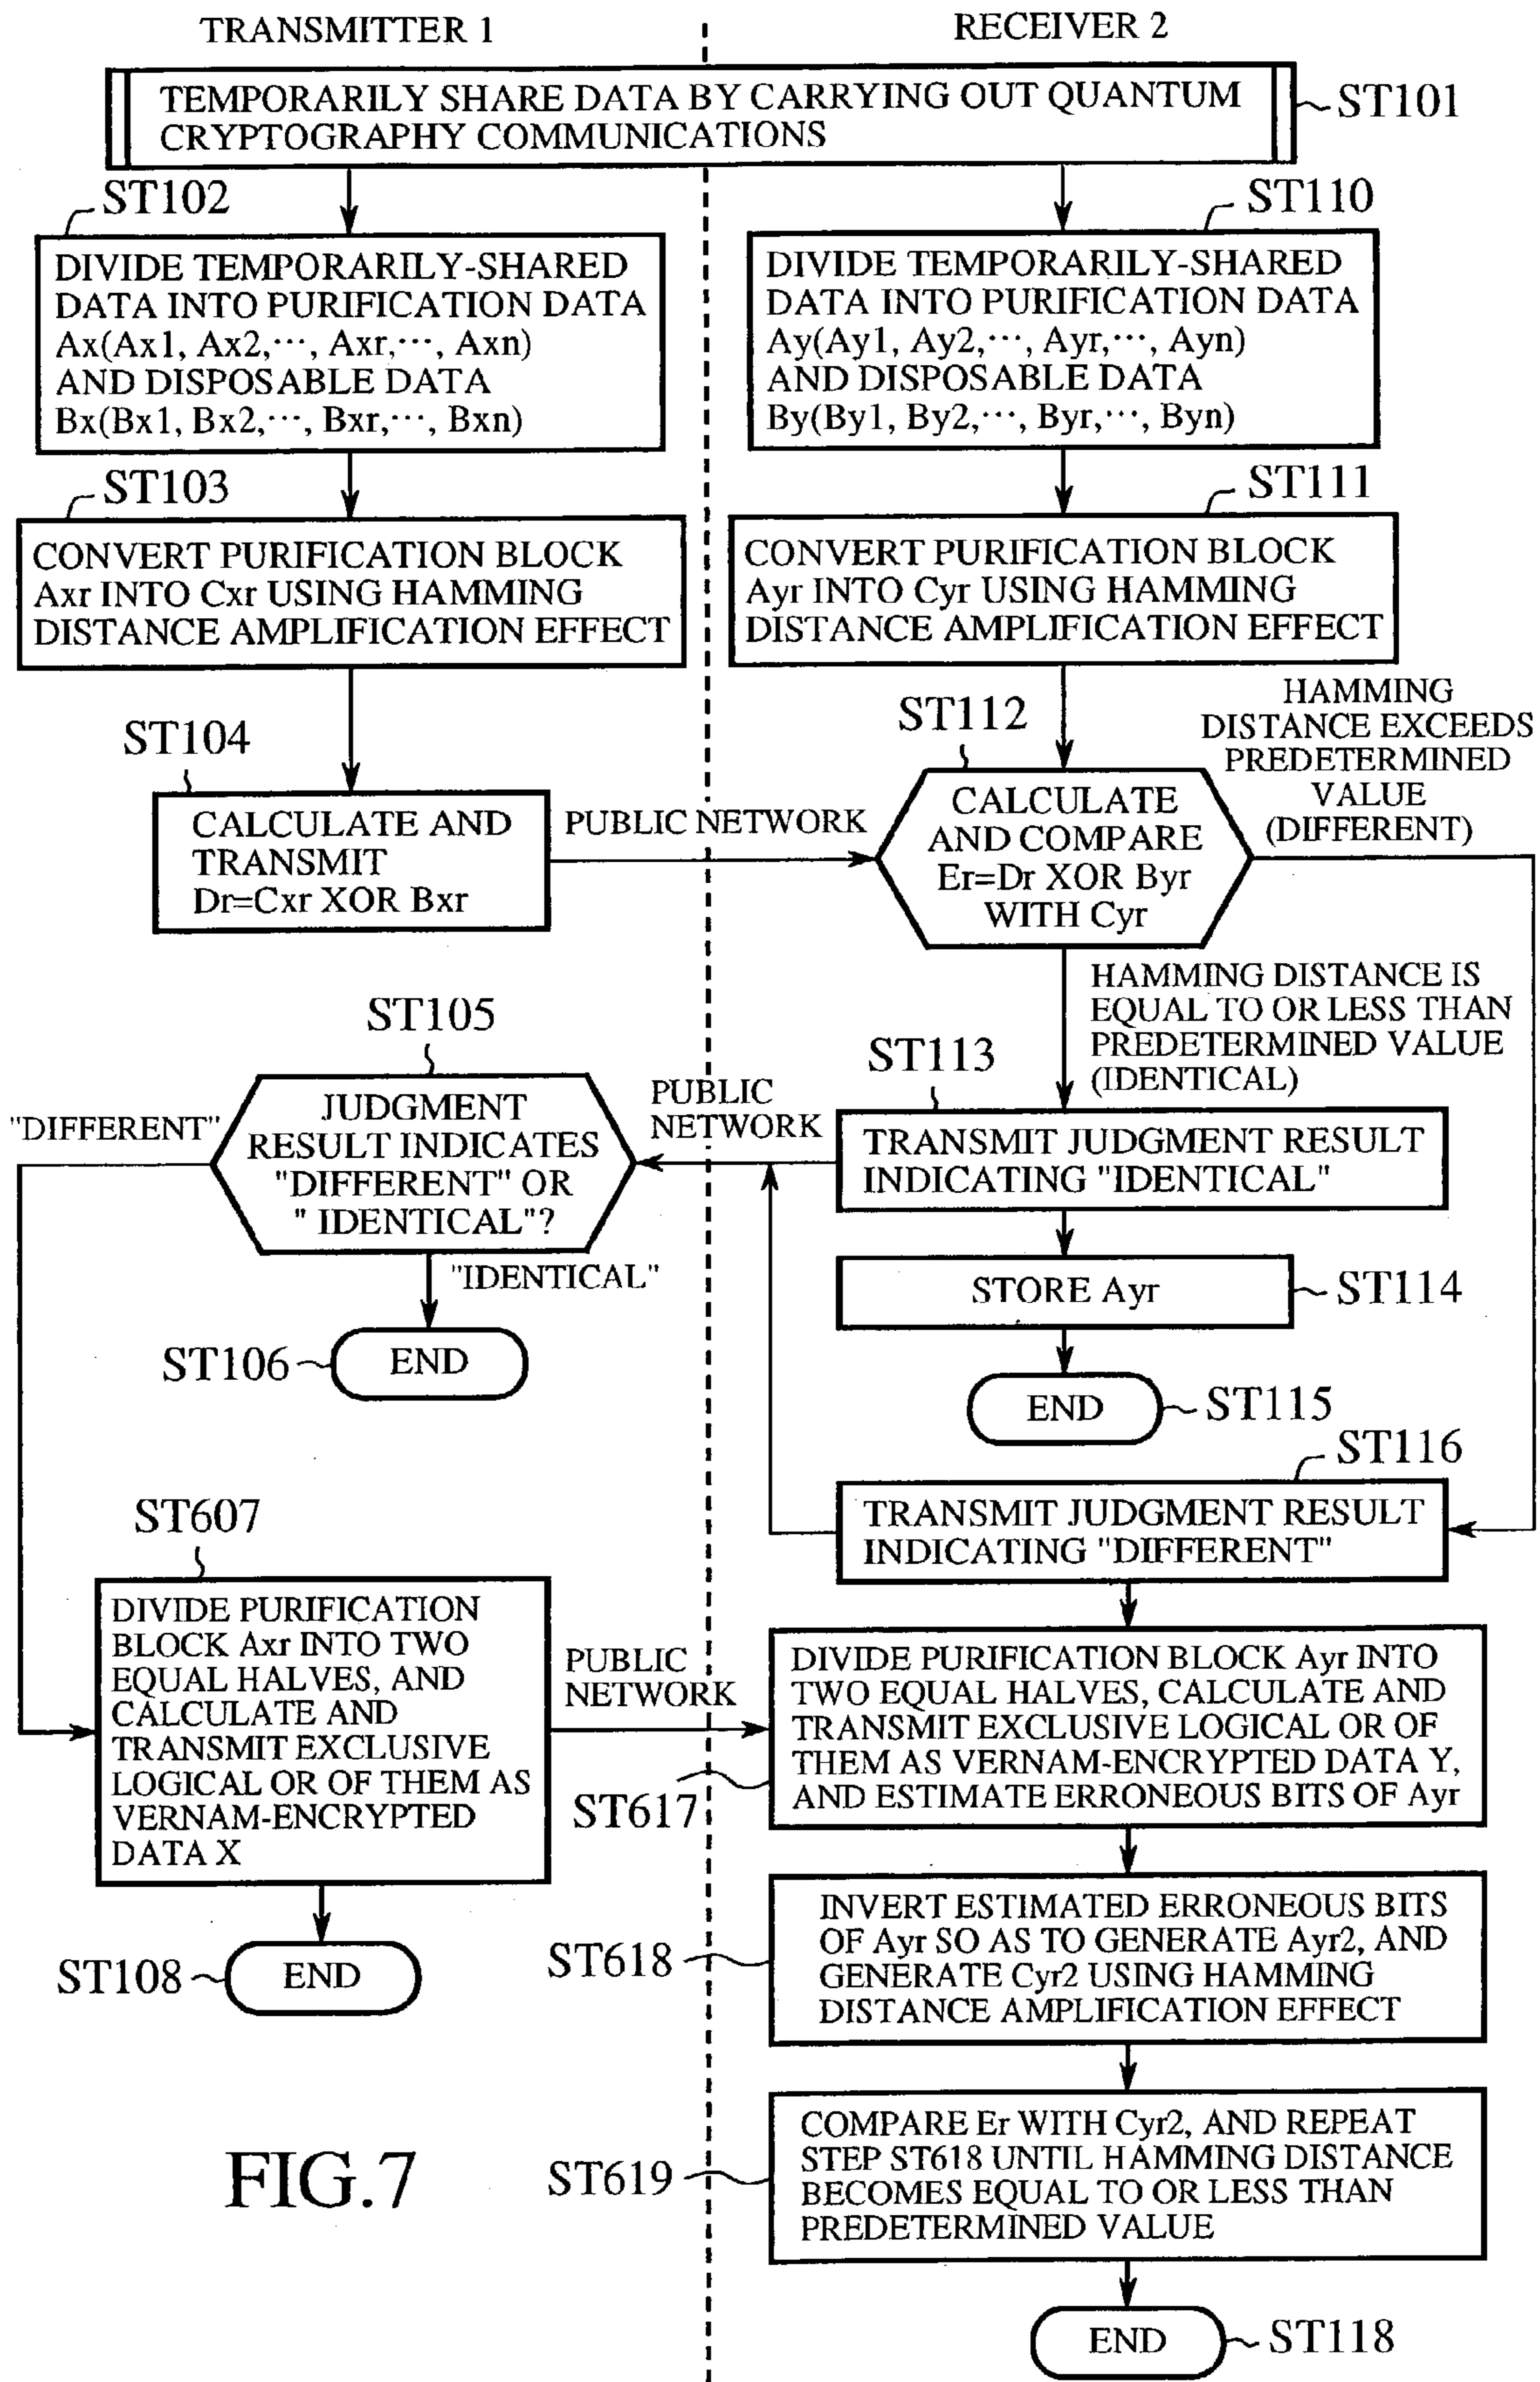 TRANSMITTER 1
RECEIVER 2
TEMPORARILY SHARE DATA BY CARRYING OUT QUANTUM
CRYPTOGRAPHY COMMUNICATIONS
ST101
ST102
DIVIDE TEMPORARILY-SHARED
DATA INTO PURIFICATION DATA
Ax(Ax1, Ax2,···, Axr,···, Axn)
AND DISPOSABLE DATA
Bx(Bx1, Bx2,···, Bxr,···, Bxn)
ST110
DIVIDE TEMPORARILY-SHARED
DATA INTO PURIFICATION DATA
Ay(Ay1, Ay2,···, Ayr,···, Ayn)
AND DISPOSABLE DATA
By(By1, By2,···, Byr,···, Byn)
ST103
CONVERT PURIFICATION BLOCK
Axr INTO Cxr USING HAMMING
DISTANCE AMPLIFICATION EFFECT
ST111
CONVERT PURIFICATION BLOCK
Ayr INTO Cyr USING HAMMING
DISTANCE AMPLIFICATION EFFECT
ST104
CALCULATE AND
TRANSMIT
Dr=Cxr XOR Bxr
PUBLIC NETWORK
ST112
CALCULATE
AND COMPARE
Er=Dr XOR Byr
WITH Cyr
HAMMING
DISTANCE EXCEEDS
PREDETERMINED
VALUE
(DIFFERENT)
HAMMING DISTANCE IS
EQUAL TO OR LESS THAN
PREDETERMINED VALUE
(IDENTICAL)
ST105
JUDGMENT
RESULT INDICATES
"DIFFERENT" OR
" IDENTICAL"?
"DIFFERENT"
"IDENTICAL"
PUBLIC
NETWORK
ST113
TRANSMIT JUDGMENT RESULT
INDICATING "IDENTICAL"
STORE Ayr
ST114
ST106
END
END
ST115
ST116
TRANSMIT JUDGMENT RESULT
INDICATING "DIFFERENT"
ST607
DIVIDE PURIFICATION
BLOCK Axr INTO TWO
EQUAL HALVES, AND
CALCULATE AND
TRANSMIT EXCLUSIVE
LOGICAL OR OF THEM AS
VERNAM-ENCRYPTED
DATA X
PUBLIC
NETWORK
DIVIDE PURIFICATION BLOCK Ayr INTO
TWO EQUAL HALVES, CALCULATE AND
TRANSMIT EXCLUSIVE LOGICAL OR OF
THEM AS VERNAM-ENCRYPTED DATA Y,
AND ESTIMATE ERRONEOUS BITS OF Ayr
ST617
ST108
END
ST618
INVERT ESTIMATED ERRONEOUS BITS
OF Ayr SO AS TO GENERATE Ayr2, AND
GENERATE Cyr2 USING HAMMING
DISTANCE AMPLIFICATION EFFECT
ST619
COMPARE Er WITH Cyr2, AND REPEAT
STEP ST618 UNTIL HAMMING DISTANCE
BECOMES EQUAL TO OR LESS THAN
PREDETERMINED VALUE
FIG.7
END
ST118